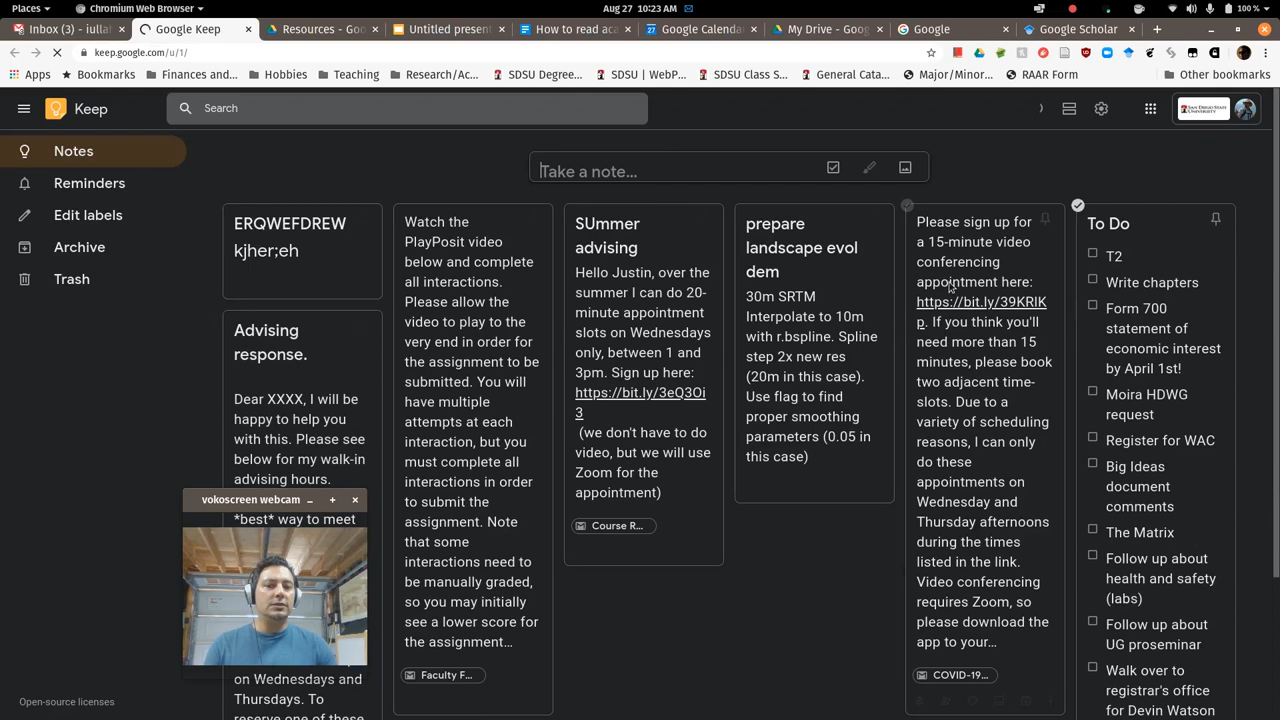 Places Chromium Web Browser Aug 27 10:23 AM 100 %
Inbox (3) - iullah Google Keep Resources - Goo Untitled present How to read aca Google Calenda My Drive - Goog Google Google Scholar
keep.google.com/u/1/
Apps Bookmarks Finances and... Hobbies Teaching Research/Ac... SDSU Degree... SDSU | WebP... SDSU Class S... General Cata... Major/Minor... RAAR Form Other bookmarks
Keep
Search
SAN DIEGO STATE UNIVERSITY
Notes
Reminders
Edit labels
Archive
Trash
Take a note...
ERQWEFDREW
kjher;eh
Advising
response.
Dear XXXX, I will be
happy to help you
with this. Please see
below for my walk-in
advising hours.
*best* way to meet
on Wednesdays and
Thursdays. To
reserve one of these
Watch the
PlayPosit video
below and complete
all interactions.
Please allow the
video to play to the
very end in order for
the assignment to be
submitted. You will
have multiple
attempts at each
interaction, but you
must complete all
interactions in order
to submit the
assignment. Note
that some
interactions need to
be manually graded,
so you may initially
see a lower score for
the assignment...
Faculty F...
SUmmer
advising
Hello Justin, over the
summer I can do 20-
minute appointment
slots on Wednesdays
only, between 1 and
3pm. Sign up here:
https://bit.ly/3eQ3Oi
3
(we don't have to do
video, but we will use
Zoom for the
appointment)
Course R...
prepare
landscape evol
dem
30m SRTM
Interpolate to 10m
with r.bspline. Spline
step 2x new res
(20m in this case).
Use flag to find
proper smoothing
parameters (0.05 in
this case)
Please sign up for
a 15-minute video
conferencing
appointment here:
https://bit.ly/39KRlK
p. If you think you'll
need more than 15
minutes, please book
two adjacent time-
slots. Due to a
variety of scheduling
reasons, I can only
do these
appointments on
Wednesday and
Thursday afternoons
during the times
listed in the link.
Video conferencing
requires Zoom, so
please download the
app to your...
COVID-19...
To Do
T2
Write chapters
Form 700
statement of
economic interest
by April 1st!
Moira HDWG
request
Register for WAC
Big Ideas
document
comments
The Matrix
Follow up about
health and safety
(labs)
Follow up about
UG proseminar
Walk over to
registrar's office
for Devin Watson
vokoscreen webcam
Open-source licenses